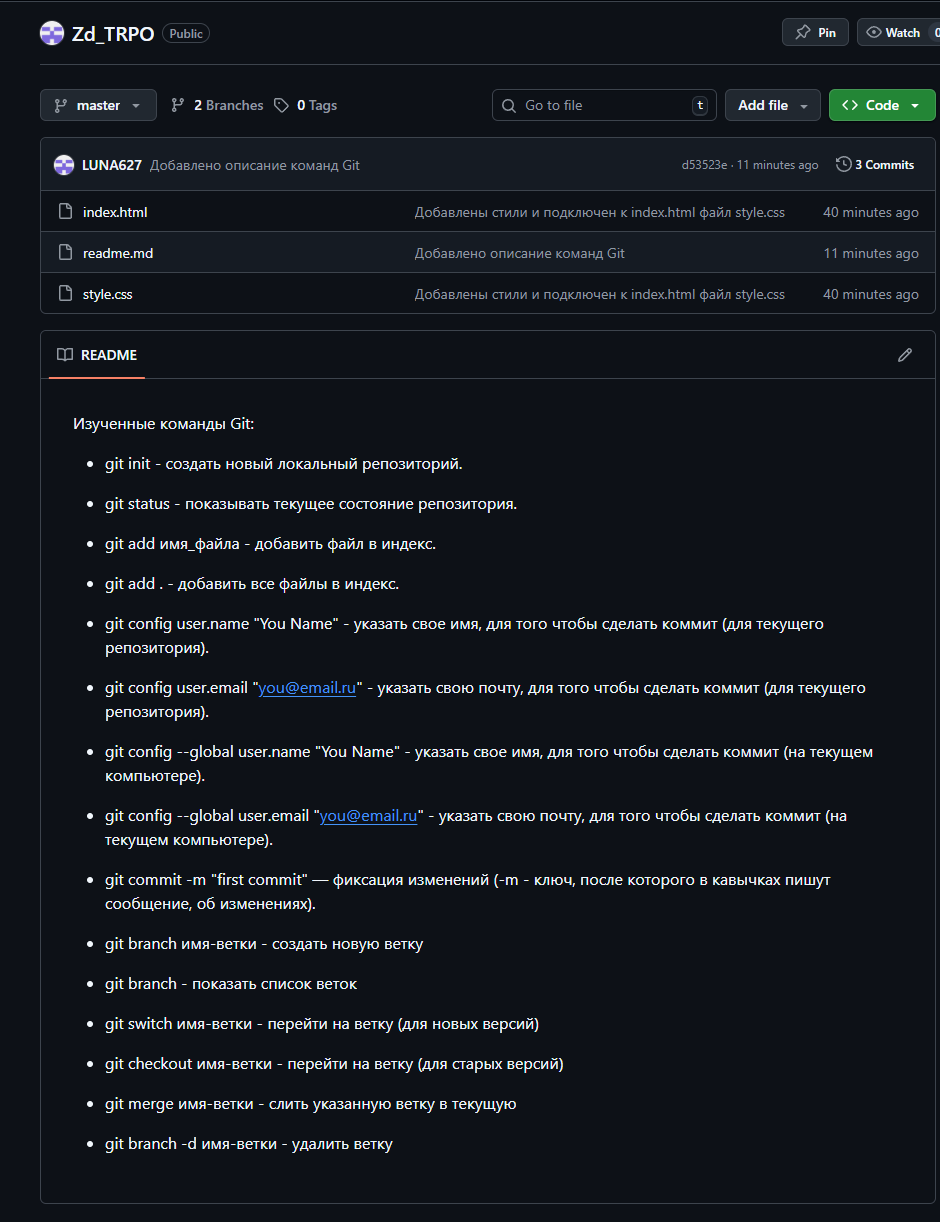 Zd_TRPO Public Pin Watch 0
master 2 Branches 0 Tags Go to file t Add file Code
LUNA627 Добавлено описание команд Git d53523e · 11 minutes ago 3 Commits
index.html Добавлены стили и подключен к index.html файл style.css 40 minutes ago
readme.md Добавлено описание команд Git 11 minutes ago
style.css Добавлены стили и подключен к index.html файл style.css 40 minutes ago
README
Изученные команды Git:
git init - создать новый локальный репозиторий.
git status - показывать текущее состояние репозитория.
git add имя_файла - добавить файл в индекс.
git add . - добавить все файлы в индекс.
git config user.name "You Name" - указать свое имя, для того чтобы сделать коммит (для текущего
репозитория).
git config user.email "you@email.ru" - указать свою почту, для того чтобы сделать коммит (для текущего
репозитория).
git config --global user.name "You Name" - указать свое имя, для того чтобы сделать коммит (на текущем
компьютере).
git config --global user.email "you@email.ru" - указать свою почту, для того чтобы сделать коммит (на
текущем компьютере).
git commit -m "first commit" — фиксация изменений (-m - ключ, после которого в кавычках пишут
сообщение, об изменениях).
git branch имя-ветки - создать новую ветку
git branch - показать список веток
git switch имя-ветки - перейти на ветку (для новых версий)
git checkout имя-ветки - перейти на ветку (для старых версий)
git merge имя-ветки - слить указанную ветку в текущую
git branch -d имя-ветки - удалить ветку